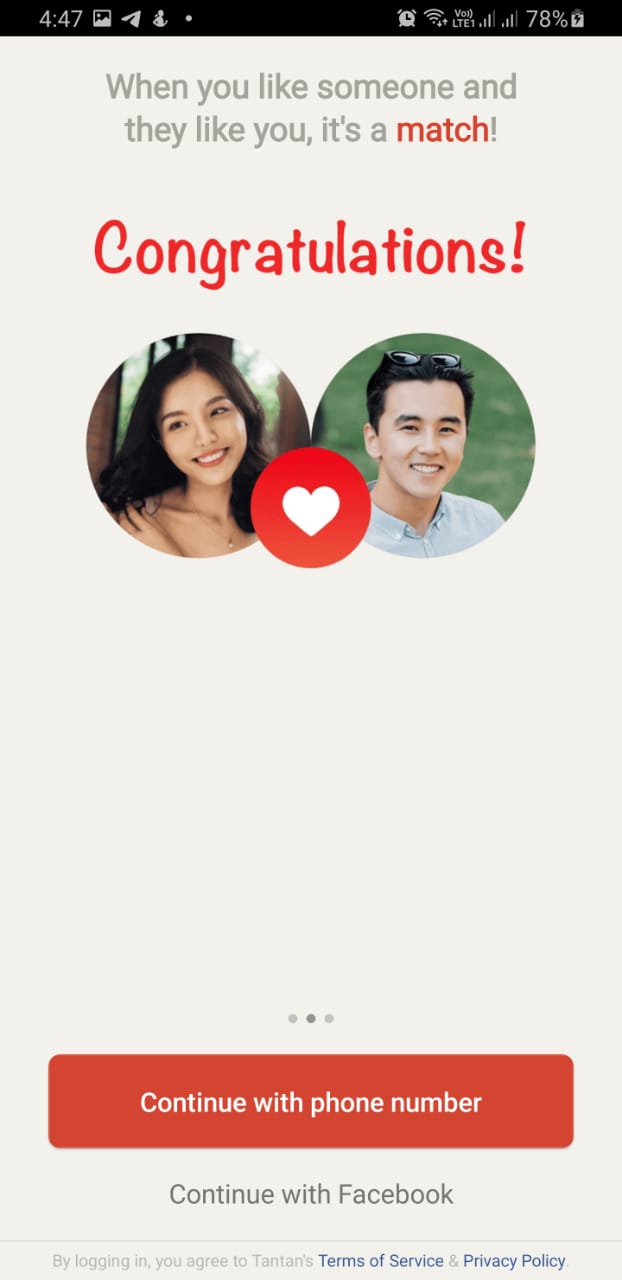 4:47 Vo)) LTE1 78%
When you like someone and
they like you, it's a match!
Congratulations!
Continue with phone number
Continue with Facebook
By logging in, you agree to Tantan's Terms of Service & Privacy Policy.